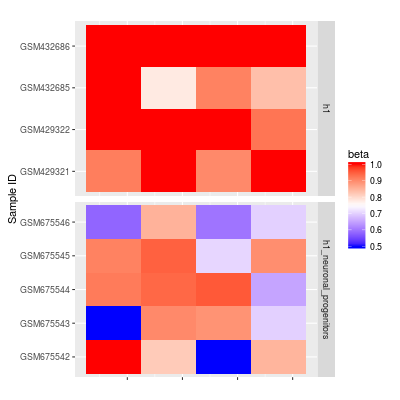 GSM432686
GSM432685
GSM429322
GSM429321
h1
GSM675546
GSM675545
GSM675544
GSM675543
GSM675542
h1_neuronal_progenitors
Sample ID
beta
1.0
0.9
0.8
0.7
0.6
0.5